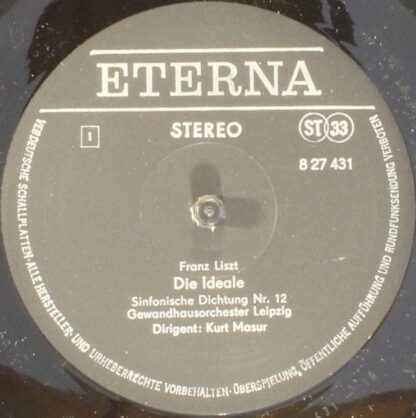 ETERNA
1
STEREO
ST 33
8 27 431
Franz Liszt
Die Ideale
Sinfonische Dichtung Nr. 12
Gewandhausorchester Leipzig
Dirigent: Kurt Masur
VEB DEUTSCHE SCHALLPLATTEN·ALLE HERSTELLER- UND URHEBERRECHTE VORBEHALTEN·ÜBERSPIELUNG, ÖFFENTLICHE AUFFÜHRUNG UND RUNDFUNKSENDUNG VERBOTEN